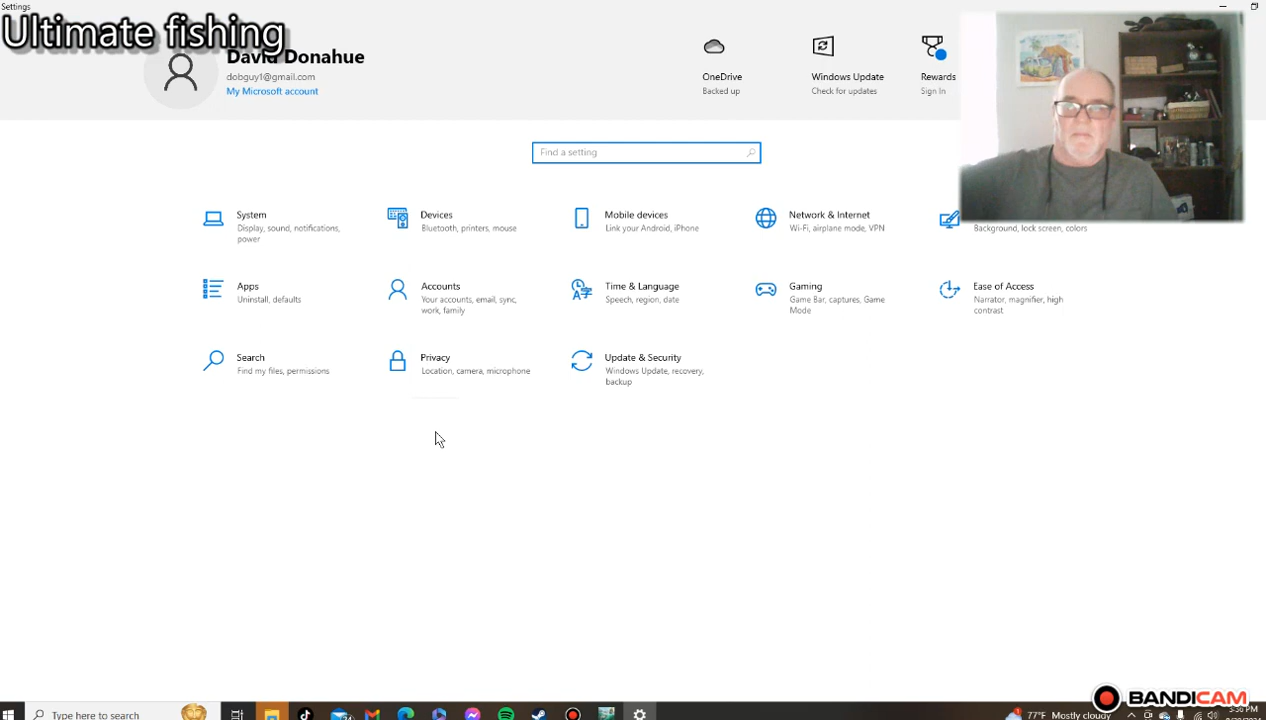 Settings
Ultimate fishing
David Donahue
dobguy1@gmail.com
My Microsoft account
OneDrive
Backed up
Windows Update
Check for updates
Rewards
Sign In
Find a setting
System
Display, sound, notifications,
power
Devices
Bluetooth, printers, mouse
Mobile devices
Link your Android, iPhone
Network & Internet
Wi-Fi, airplane mode, VPN
Background, lock screen, colors
Apps
Uninstall, defaults
Accounts
Your accounts, email, sync,
work, family
Time & Language
Speech, region, date
Gaming
Game Bar, captures, Game
Mode
Ease of Access
Narrator, magnifier, high
contrast
Search
Find my files, permissions
Privacy
Location, camera, microphone
Update & Security
Windows Update, recovery,
backup
BANDICAM
Type here to search
77°F Mostly cloudy
3:36 PM